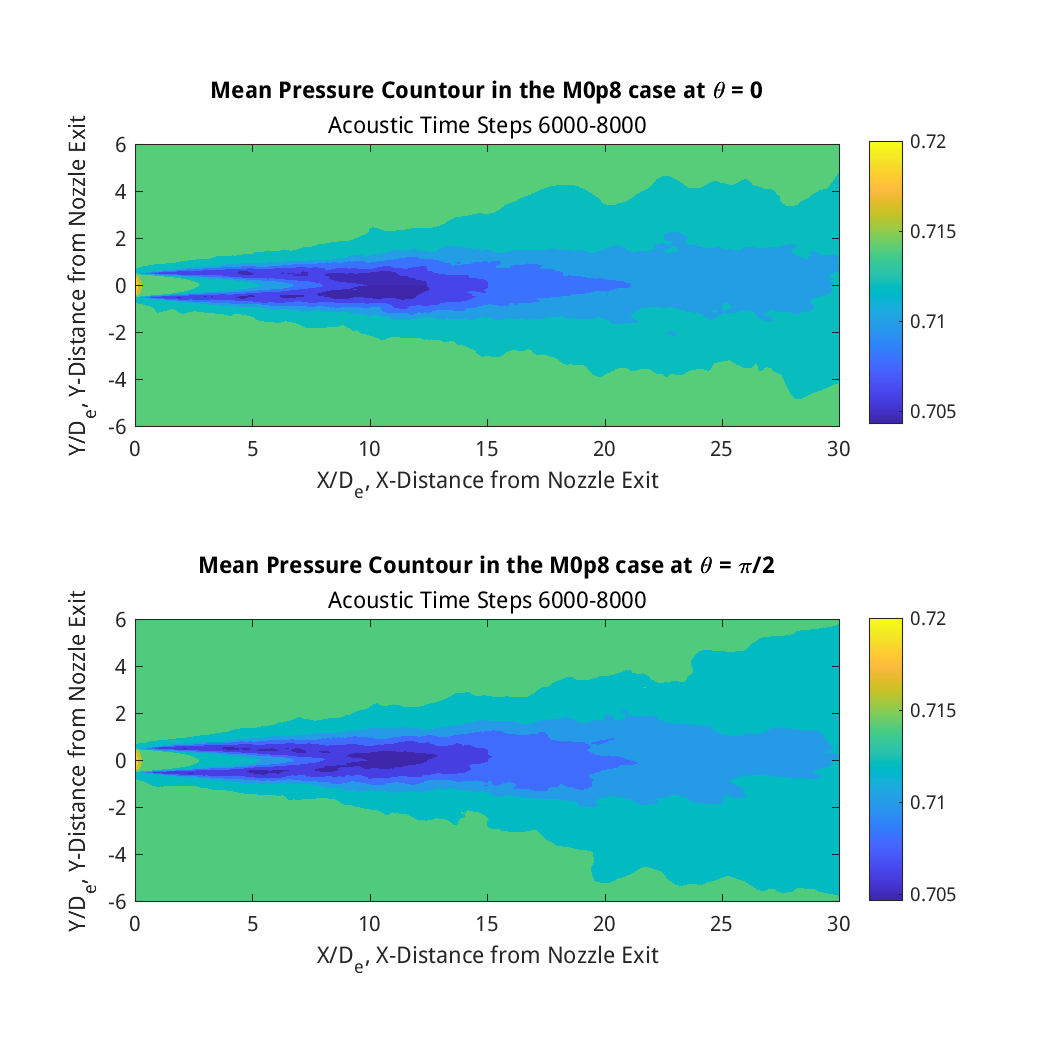 Mean Pressure Countour in the M0p8 case at θ = 0
Acoustic Time Steps 6000-8000
Y/De, Y-Distance from Nozzle Exit
6
4
2
0
-2
-4
-6
0 5 10 15 20 25 30
X/De, X-Distance from Nozzle Exit
0.72
0.715
0.71
0.705
Mean Pressure Countour in the M0p8 case at θ = π/2
Acoustic Time Steps 6000-8000
Y/De, Y-Distance from Nozzle Exit
6
4
2
0
-2
-4
-6
0 5 10 15 20 25 30
X/De, X-Distance from Nozzle Exit
0.72
0.715
0.71
0.705